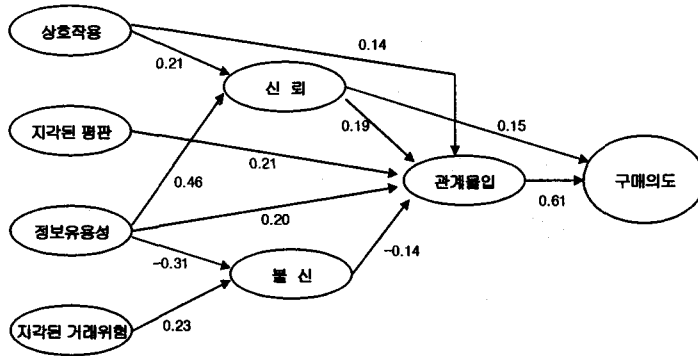 상호작용
0.14
0.21
신 뢰
지각된 평판
0.19
0.15
0.21
0.46
관계몰입
구매의도
0.61
0.20
정보유용성
-0.31
불 신
-0.14
0.23
지각된 거래위험